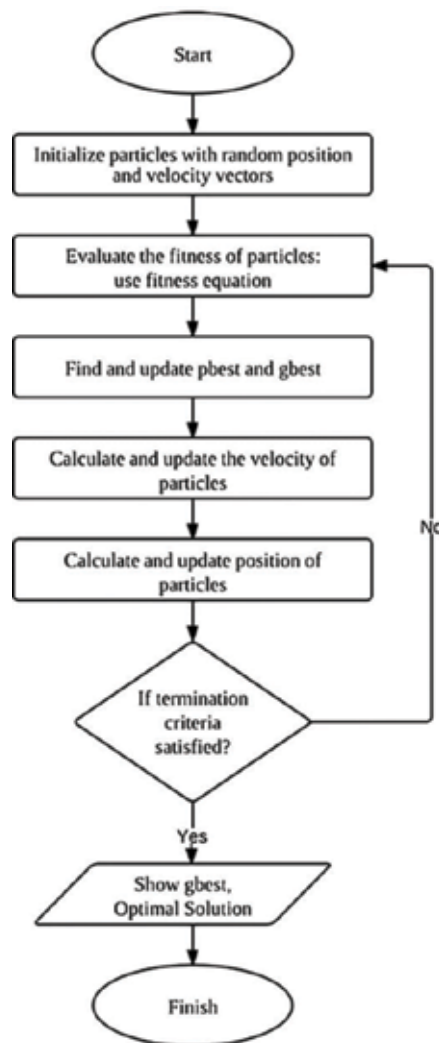 Start
Initialize particles with random position
and velocity vectors
Evaluate the fitness of particles:
use fitness equation
Find and update pbest and gbest
Calculate and update the velocity of
particles
Calculate and update position of
particles
No
If termination
criteria
satisfied?
Yes
Show gbest,
Optimal Solution
Finish